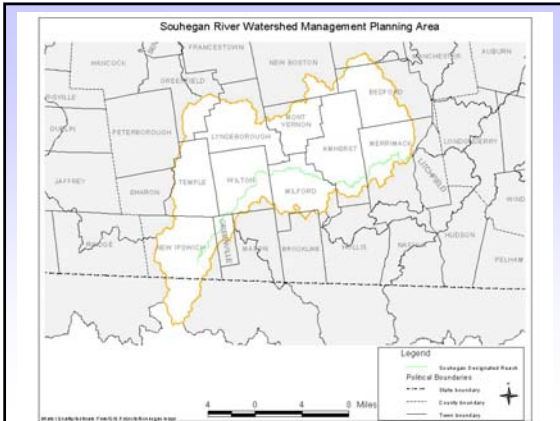 Souhegan River Watershed Management Planning Area
HANCOCK
FRANCESTOWN
NEW BOSTON
AUBURN
GREENFIELD
BEDFORD
DUBLIN
PETERBOROUGH
MONT
VERNON
LYNDEBOROUGH
MERRIMACK
LONDONDERRY
AMHERST
LITCHFIELD
JAFFREY
SHARON
TEMPLE
WILTON
MILFORD
WIND
NEW IPSWICH
GREENVILLE
MASON
BROOKLINE
HOLLIS
NASHUA
HUDSON
PELHAM
Legend
Souhegan Designated Reach
Political Boundaries
State boundary
County boundary
Town boundary
4 0 4 8 Miles